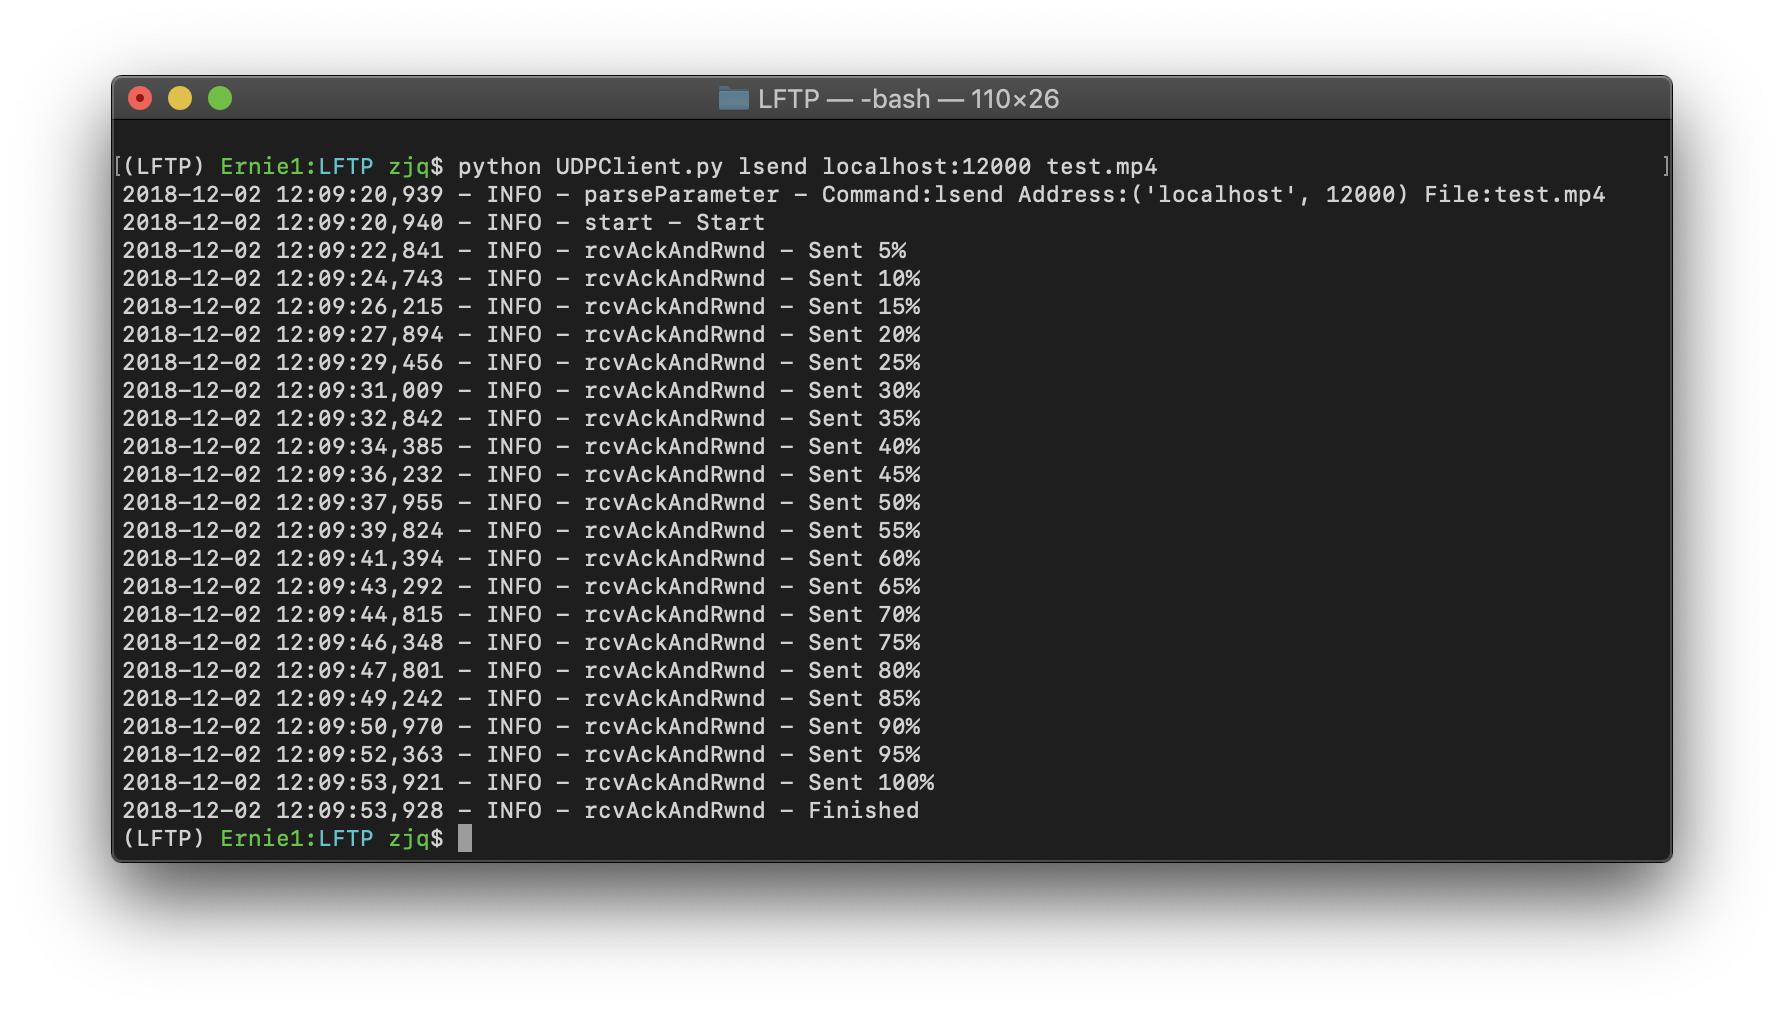 LFTP — -bash — 110×26
[(LFTP) Ernie1:LFTP zjq$ python UDPClient.py lsend localhost:12000 test.mp4 ]
2018-12-02 12:09:20,939 - INFO - parseParameter - Command:lsend Address:('localhost', 12000) File:test.mp4
2018-12-02 12:09:20,940 - INFO - start - Start
2018-12-02 12:09:22,841 - INFO - rcvAckAndRwnd - Sent 5%
2018-12-02 12:09:24,743 - INFO - rcvAckAndRwnd - Sent 10%
2018-12-02 12:09:26,215 - INFO - rcvAckAndRwnd - Sent 15%
2018-12-02 12:09:27,894 - INFO - rcvAckAndRwnd - Sent 20%
2018-12-02 12:09:29,456 - INFO - rcvAckAndRwnd - Sent 25%
2018-12-02 12:09:31,009 - INFO - rcvAckAndRwnd - Sent 30%
2018-12-02 12:09:32,842 - INFO - rcvAckAndRwnd - Sent 35%
2018-12-02 12:09:34,385 - INFO - rcvAckAndRwnd - Sent 40%
2018-12-02 12:09:36,232 - INFO - rcvAckAndRwnd - Sent 45%
2018-12-02 12:09:37,955 - INFO - rcvAckAndRwnd - Sent 50%
2018-12-02 12:09:39,824 - INFO - rcvAckAndRwnd - Sent 55%
2018-12-02 12:09:41,394 - INFO - rcvAckAndRwnd - Sent 60%
2018-12-02 12:09:43,292 - INFO - rcvAckAndRwnd - Sent 65%
2018-12-02 12:09:44,815 - INFO - rcvAckAndRwnd - Sent 70%
2018-12-02 12:09:46,348 - INFO - rcvAckAndRwnd - Sent 75%
2018-12-02 12:09:47,801 - INFO - rcvAckAndRwnd - Sent 80%
2018-12-02 12:09:49,242 - INFO - rcvAckAndRwnd - Sent 85%
2018-12-02 12:09:50,970 - INFO - rcvAckAndRwnd - Sent 90%
2018-12-02 12:09:52,363 - INFO - rcvAckAndRwnd - Sent 95%
2018-12-02 12:09:53,921 - INFO - rcvAckAndRwnd - Sent 100%
2018-12-02 12:09:53,928 - INFO - rcvAckAndRwnd - Finished
(LFTP) Ernie1:LFTP zjq$